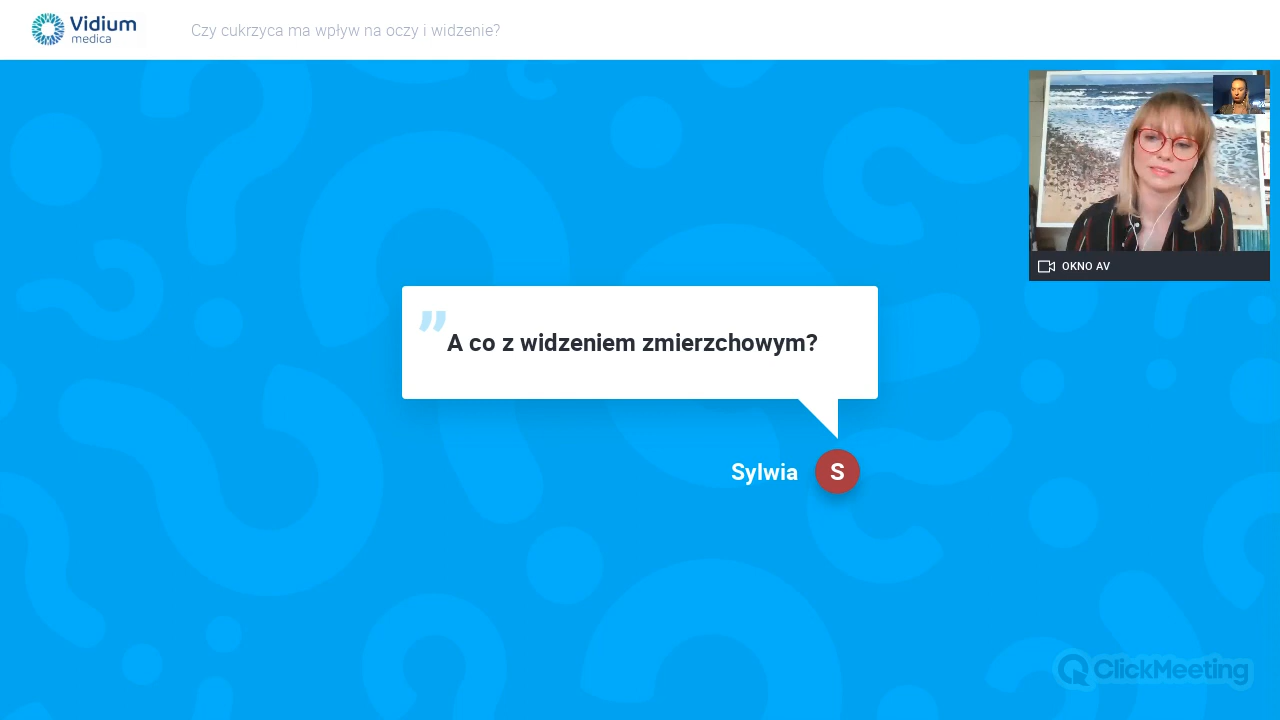 Vidium
medica
Czy cukrzyca ma wpływ na oczy i widzenie?
OKNO AV
” A co z widzeniem zmierzchowym?
Sylwia S
ClickMeeting